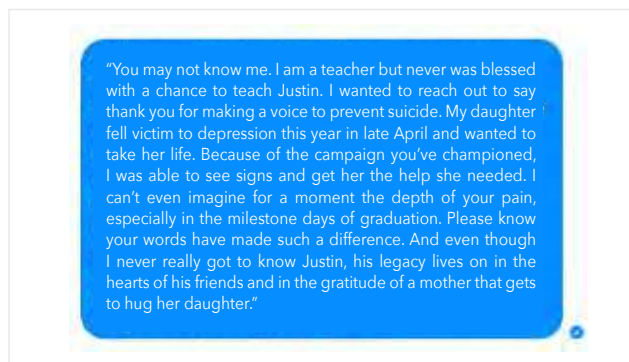 "You may not know me. I am a teacher but never was blessed
with a chance to teach Justin. I wanted to reach out to say
thank you for making a voice to prevent suicide. My daughter
fell victim to depression this year in late April and wanted to
take her life. Because of the campaign you’ve championed,
I was able to see signs and get her the help she needed. I
can’t even imagine for a moment the depth of your pain,
especially in the milestone days of graduation. Please know
your words have made such a difference. And even though
I never really got to know Justin, his legacy lives on in the
hearts of his friends and in the gratitude of a mother that gets
to hug her daughter.”